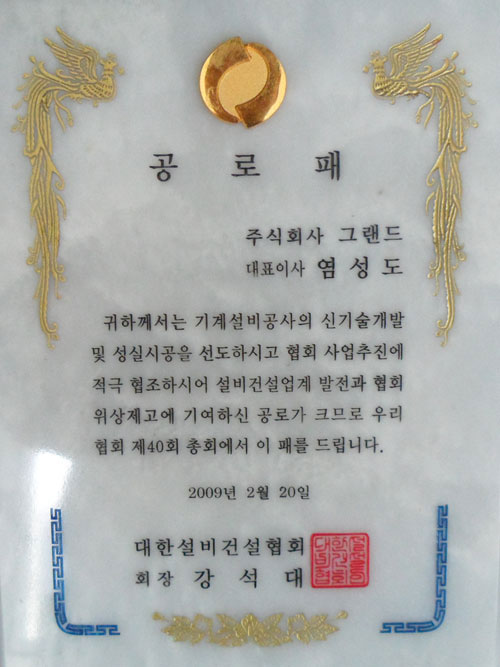 공로패
주식회사 그랜드
대표이사 염성도
귀하께서는 기계설비공사의 신기술개발
및 성실시공을 선도하시고 협회 사업추진에
적극 협조하시어 설비건설업계 발전과 협회
위상제고에 기여하신 공로가 크므로 우리
협회 제40회 총회에서 이 패를 드립니다.
2009년 2월 20일
대한설비건설협회
회장 강석대